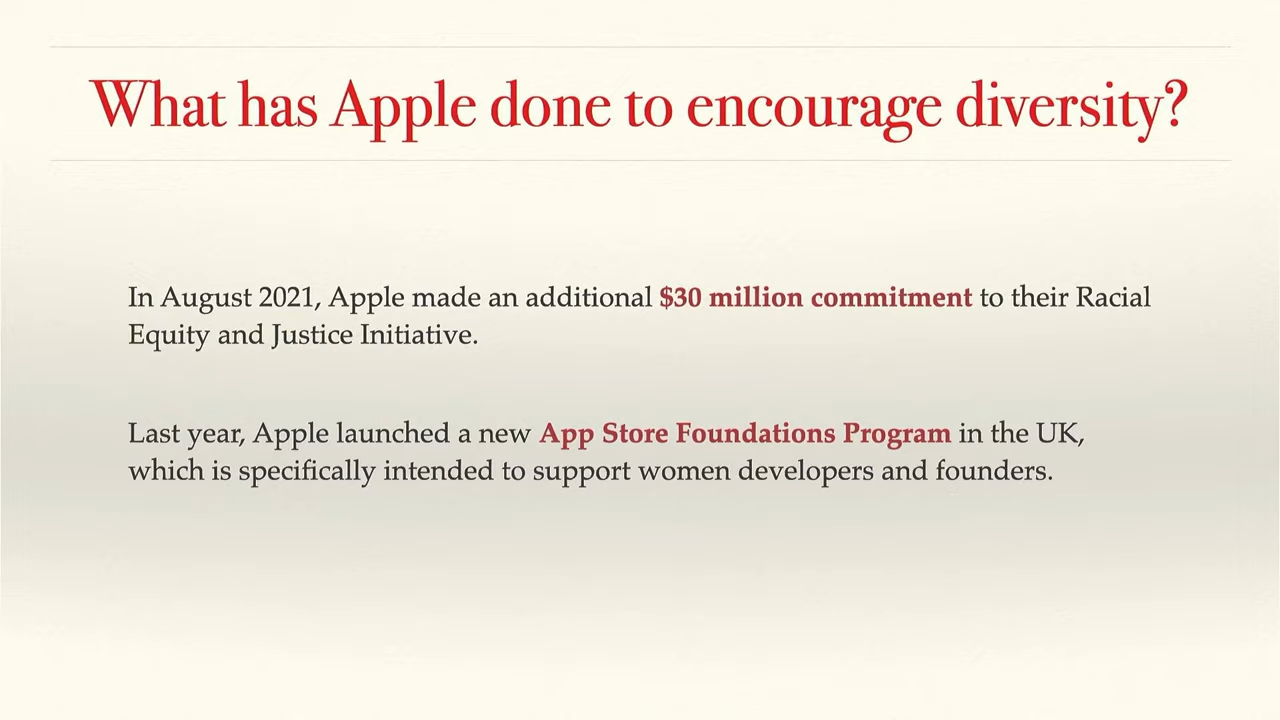 What has Apple done to encourage diversity?
In August 2021, Apple made an additional $30 million commitment to their Racial
Equity and Justice Initiative.
Last year, Apple launched a new App Store Foundations Program in the UK,
which is specifically intended to support women developers and founders.